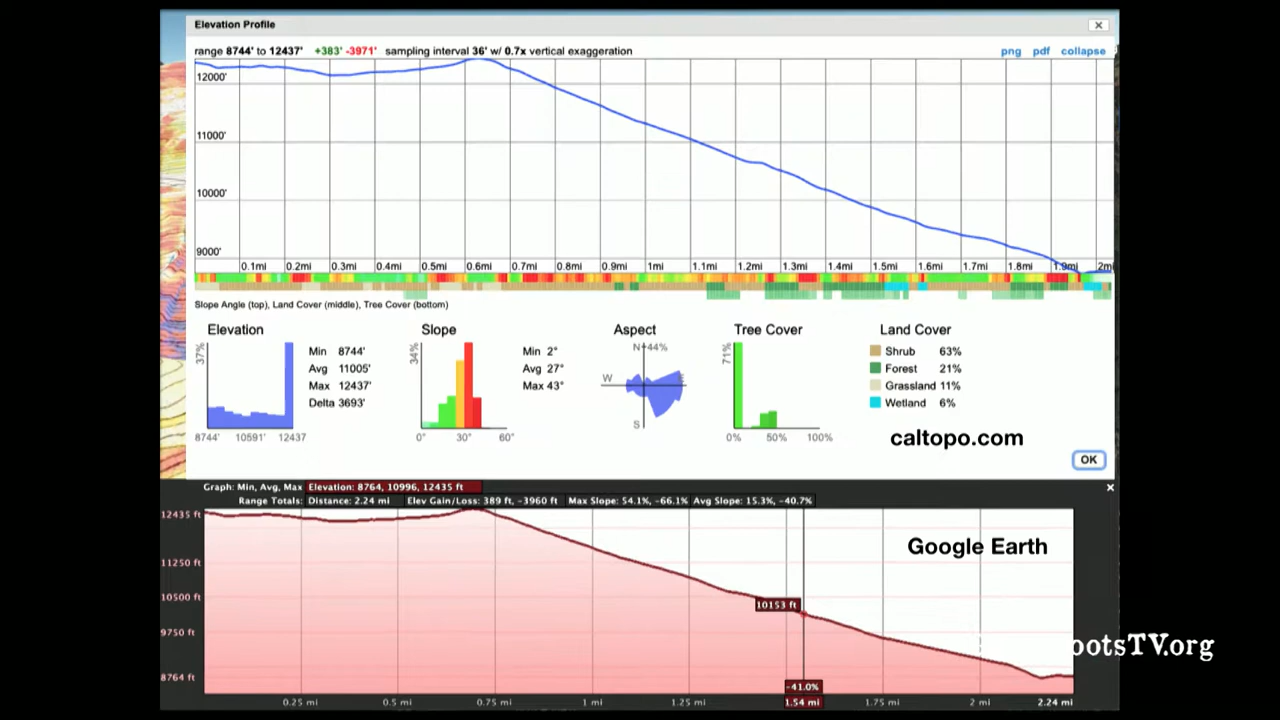 Elevation Profile
range 8744' to 12437' +383' -3971' sampling interval 36' w/ 0.7x vertical exaggeration png pdf collapse
12000'
11000'
10000'
9000'
0.1mi 0.2mi 0.3mi 0.4mi 0.5mi 0.6mi 0.7mi 0.8mi 0.9mi 1mi 1.1mi 1.2mi 1.3mi 1.4mi 1.5mi 1.6mi 1.7mi 1.8mi 1.9mi 2mi
Slope Angle (top), Land Cover (middle), Tree Cover (bottom)
Elevation Slope Aspect Tree Cover Land Cover
37% Min 8744' 34% Min 2° N 44% 71% Shrub 63%
Avg 11005' Avg 27° Forest 21%
Max 12437' Max 43° W E Grassland 11%
Delta 3693' Wetland 6%
S
8744' 10591' 12437 0° 30° 60° 0% 50% 100%
caltopo.com
OK
Graph: Min, Avg, Max Elevation: 8764, 10996, 12435 ft
Range Totals: Distance: 2.24 mi Elev Gain/Loss: 389 ft, -3960 ft Max Slope: 54.1%, -66.1% Avg Slope: 15.3%, -40.7%
12435 ft
Google Earth
11250 ft
10500 ft
10153 ft
9750 ft
ootsTV.org
8764 ft
-41.0%
0.25 mi 0.5 mi 0.75 mi 1 mi 1.25 mi 1.54 mi 1.75 mi 2 mi 2.24 mi